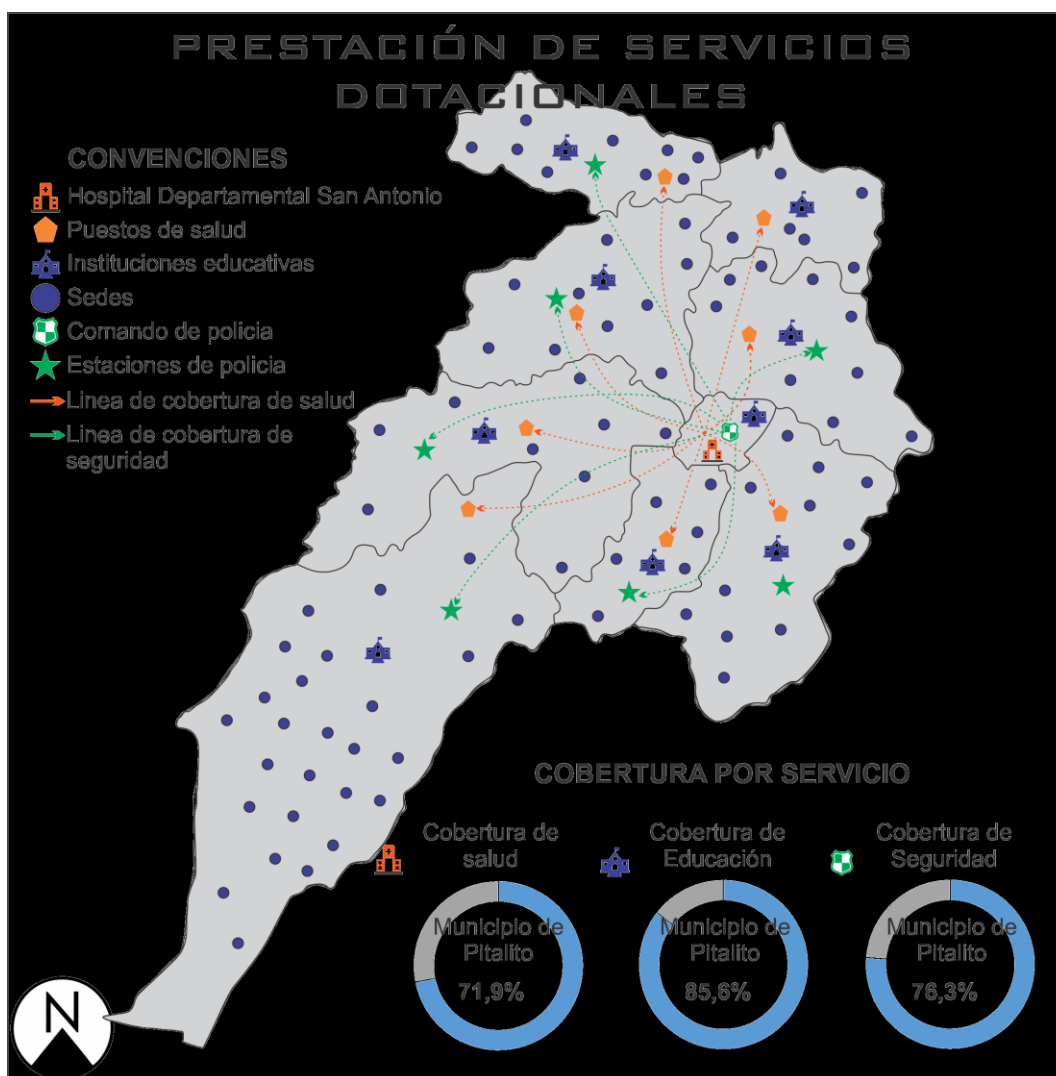 PRESTACIÓN DE SERVICIOS
DOTACIONALES
CONVENCIONES
Hospital Departamental San Antonio
Puestos de salud
Instituciones educativas
Sedes
Comando de policia
Estaciones de policia
Linea de cobertura de salud
Linea de cobertura de
seguridad
COBERTURA POR SERVICIO
Cobertura de
salud
Municipio de
Pitalito
71,9%
Cobertura de
Educación
Municipio de
Pitalito
85,6%
Cobertura de
Seguridad
Municipio de
Pitalito
76,3%
N